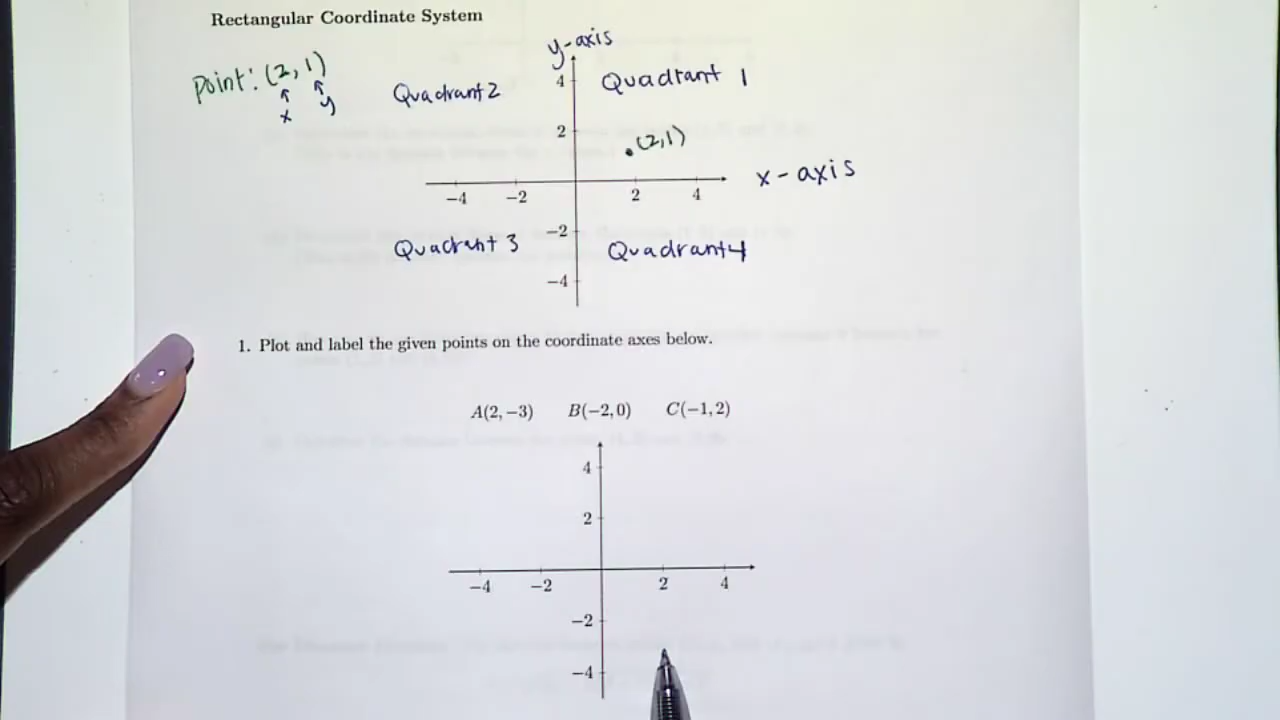 Rectangular Coordinate System
Point: (2, 1)
x
y
y-axis
Quadrant 2
Quadrant 1
4
2
(2,1)
x - axis
−4 −2 2 4
−2
Quadrant 3
Quadrant 4
−4
1. Plot and label the given points on the coordinate axes below.
A(2, −3) B(−2, 0) C(−1, 2)
4
2
−4 −2 2 4
−2
−4